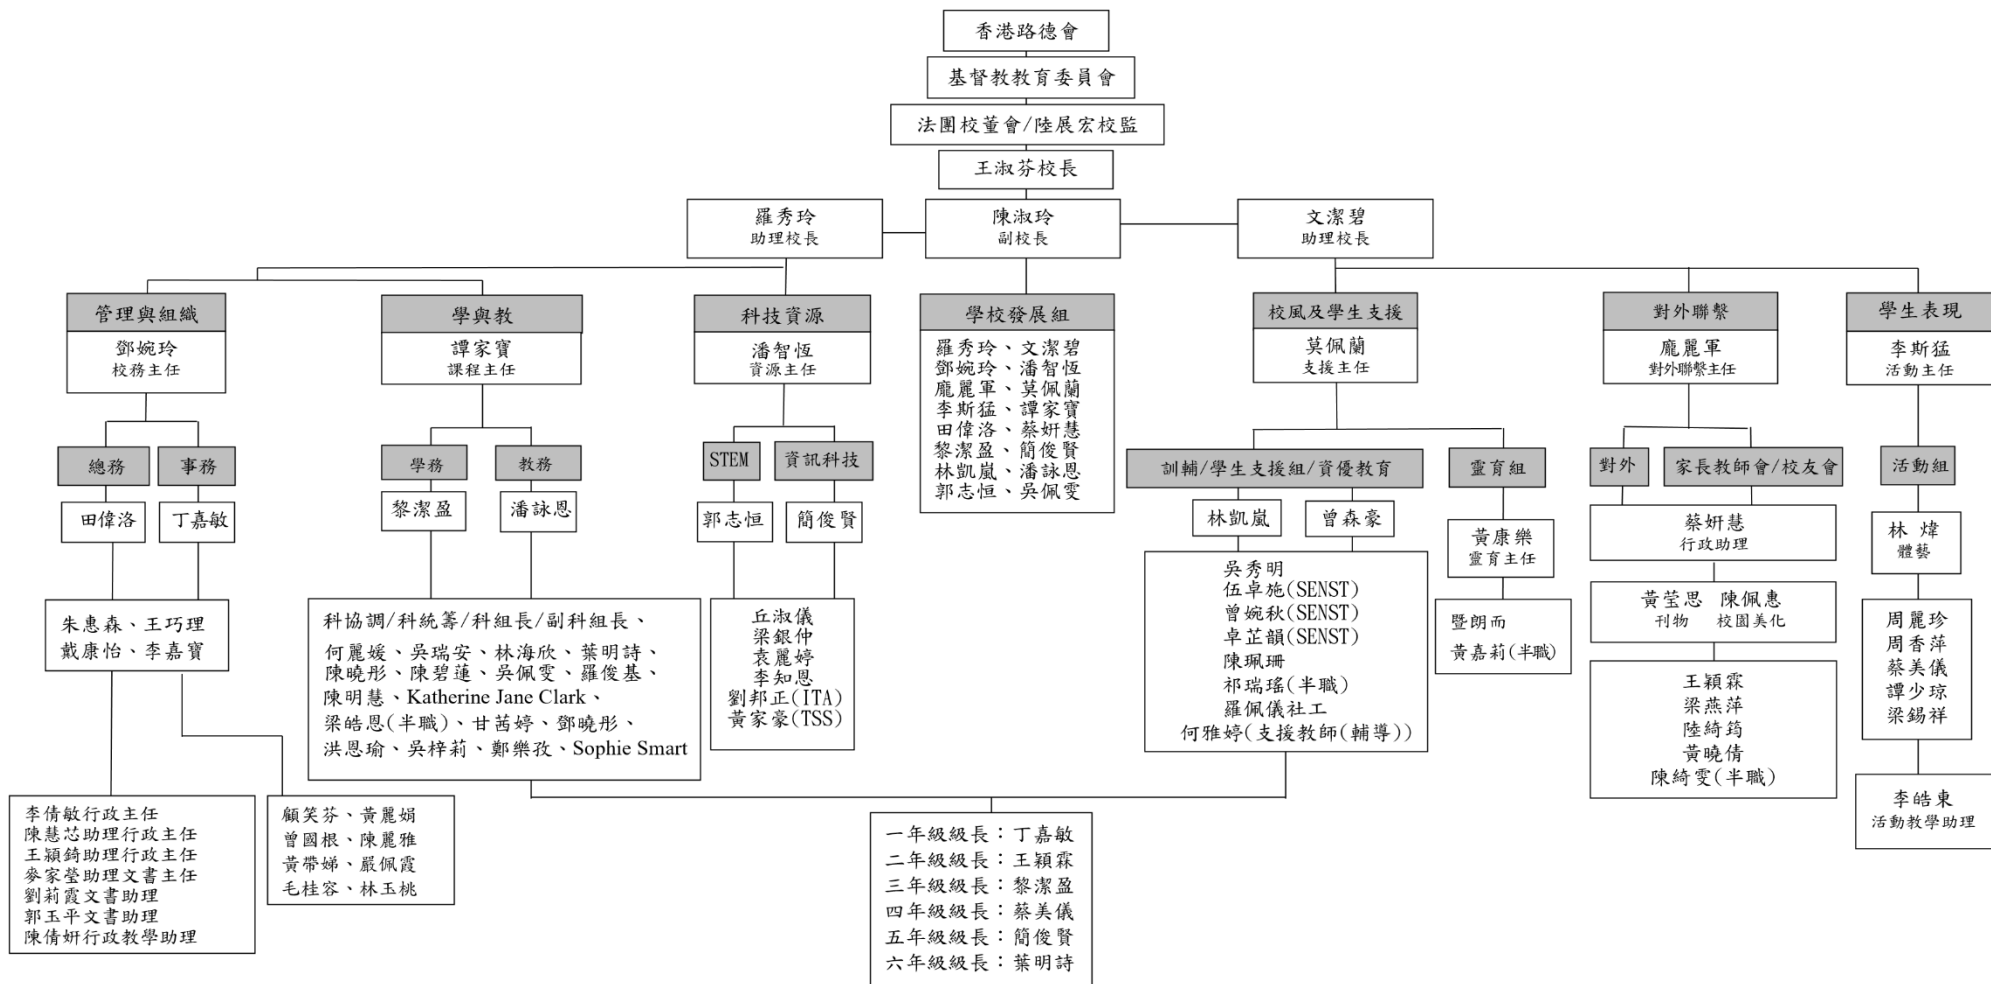 香港路德會
基督教教育委員會
法團校董會/陸展宏校監
王淑芬校長
羅秀玲
助理校長
陳淑玲
副校長
文潔碧
助理校長
管理與組織
鄧婉玲
校務主任
總務
事務
田偉洛
丁嘉敏
朱惠森、王巧理
戴康怡、李嘉寶
李倩敏行政主任
陳慧芯助理行政主任
王穎錡助理行政主任
麥家瑩助理文書主任
劉莉霞文書助理
郭玉平文書助理
陳倩妍行政教學助理
顧笑芬、黃麗娟
曾國根、陳麗雅
黃帶娣、嚴佩霞
毛桂容、林玉桃
學與教
譚家寶
課程主任
學務
教務
黎潔盈
潘詠恩
科協調/科統籌/科組長/副科組長、
何麗媛、吳瑞安、林海欣、葉明詩、
陳曉彤、陳碧蓮、吳佩雯、羅俊基、
陳明慧、Katherine Jane Clark、
梁皓恩(半職)、甘茜婷、鄧曉彤、
洪恩瑜、吳梓莉、鄭樂孜、Sophie Smart
科技資源
潘智恆
資源主任
STEM
資訊科技
郭志恒
簡俊賢
丘淑儀
梁銀仲
袁麗婷
李知恩
劉邦正(ITA)
黃家豪(TSS)
學校發展組
羅秀玲、文潔碧
鄧婉玲、潘智恆
龐麗軍、莫佩蘭
李斯猛、譚家寶
田偉洛、蔡妍慧
黎潔盈、簡俊賢
林凱嵐、潘詠恩
郭志恒、吳佩雯
校風及學生支援
莫佩蘭
支援主任
訓輔/學生支援組/資優教育
靈育組
林凱嵐
曾森豪
吳秀明
伍卓施(SENST)
曾婉秋(SENST)
卓芷韻(SENST)
陳珮珊
祁瑞瑤(半職)
羅佩儀社工
何雅婷(支援教師(輔導))
黃康樂
靈育主任
暨朗而
黃嘉莉(半職)
一年級級長：丁嘉敏
二年級級長：王穎霖
三年級級長：黎潔盈
四年級級長：蔡美儀
五年級級長：簡俊賢
六年級級長：葉明詩
對外聯繫
龐麗軍
對外聯繫主任
對外
家長教師會/校友會
蔡妍慧
行政助理
黃瑩思 陳佩惠
刊物 校園美化
王穎霖
梁燕萍
陸綺筠
黃曉倩
陳綺雯(半職)
學生表現
李斯猛
活動主任
活動組
林 煒
體藝
周麗珍
周香萍
蔡美儀
譚少琼
梁錫祥
李皓東
活動教學助理